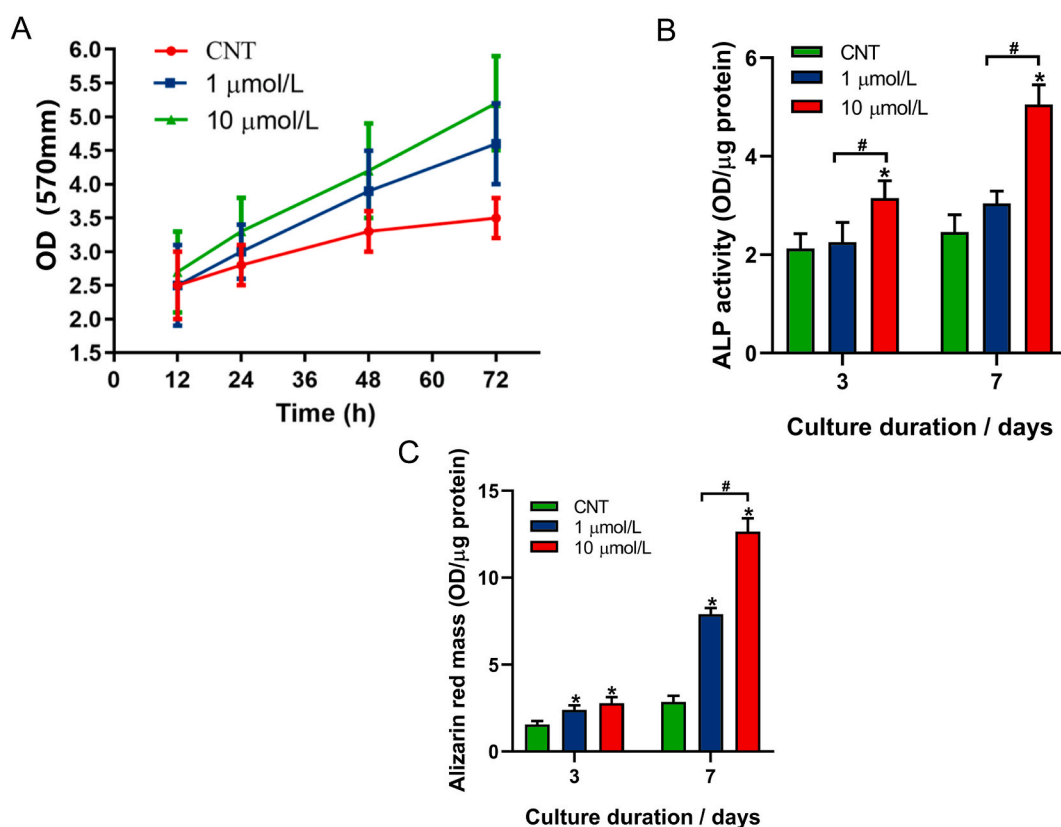 A
CNT
1 μmol/L
10 μmol/L
OD (570mm)
6.0
5.5
5.0
4.5
4.0
3.5
3.0
2.5
2.0
1.5
0 12 24 36 48 60 72
Time (h)
B
CNT
1 μmol/L
10 μmol/L
ALP activity (OD/μg protein)
6
4
2
0
#
*
#
*
3 7
Culture duration / days
C
CNT
1 μmol/L
10 μmol/L
Alizarin red mass (OD/μg protein)
15
10
5
0
* *
#
*
*
3 7
Culture duration / days